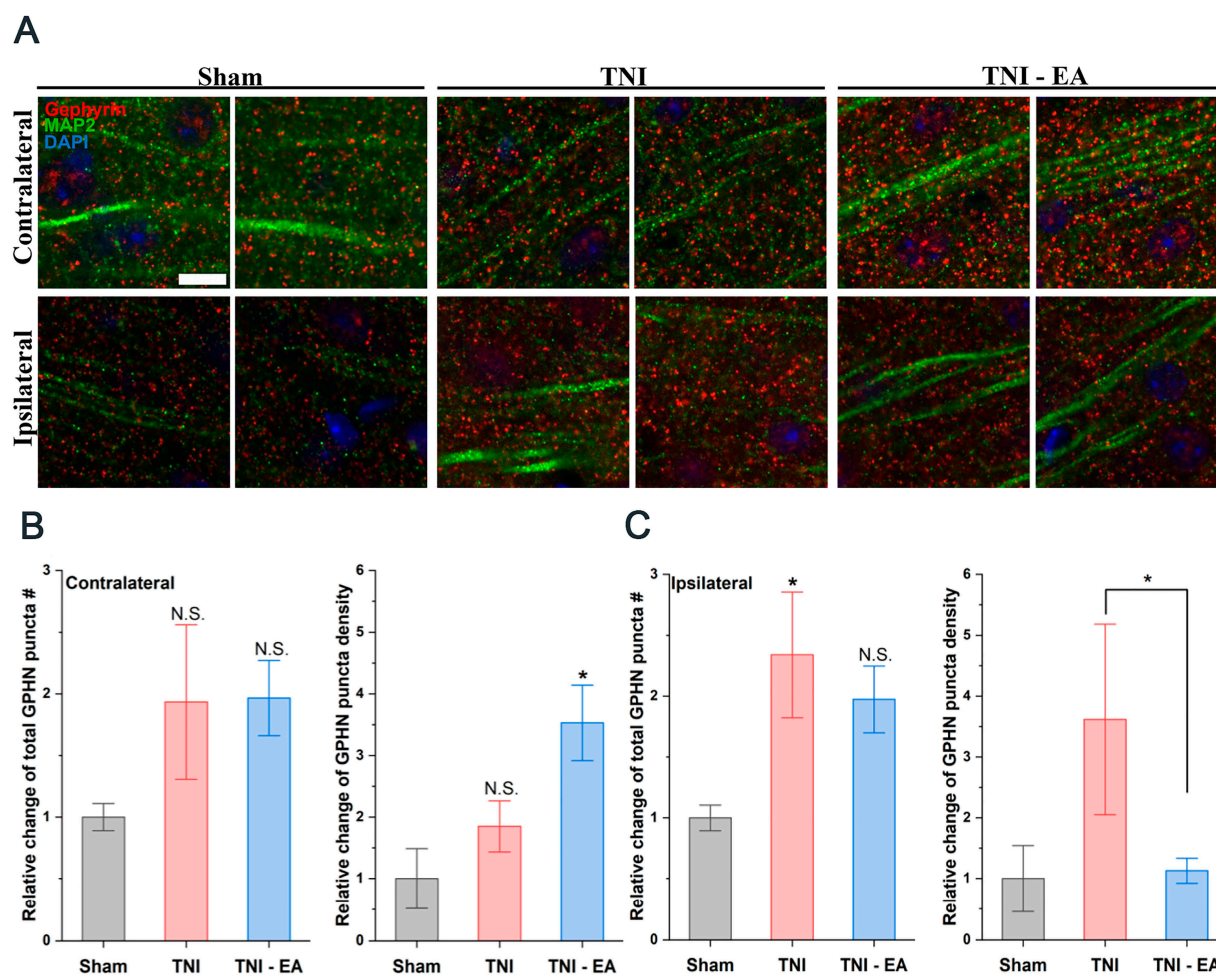 A
Sham TNI TNI - EA
Contralateral
Gephyrin
MAP2
DAPI
Ipsilateral
B
Relative change of total GPHN puncta #
Contralateral
3
2
1
0
N.S.
N.S.
Sham TNI TNI - EA
Relative change of GPHN puncta density
6
5
4
3
2
1
0
N.S.
*
Sham TNI TNI - EA
C
Relative change of total GPHN puncta #
Ipsilateral
3
2
1
0
*
N.S.
Sham TNI TNI - EA
Relative change of GPHN puncta density
6
5
4
3
2
1
0
*
Sham TNI TNI - EA